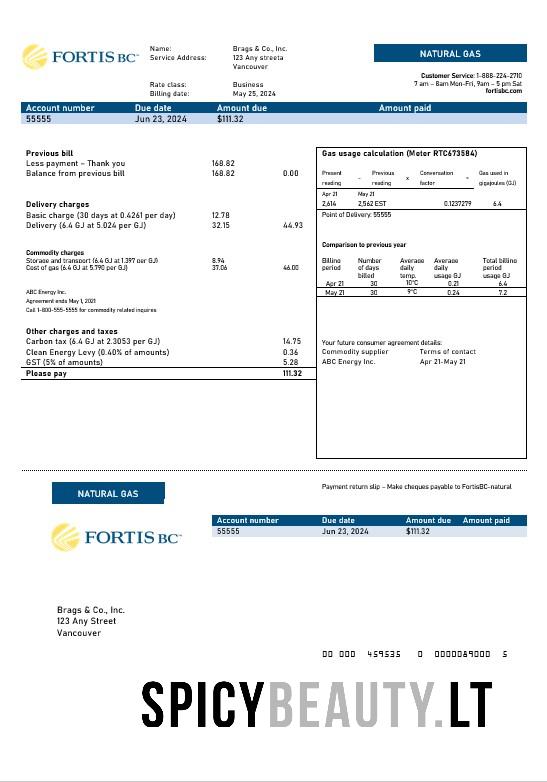 FORTIS BC™
Name: Brags & Co., Inc.
Service Address: 123 Any streeta
Vancouver
Rate class: Business
Billing date: May 25, 2024
NATURAL GAS
Customer Service: 1-888-224-2710
7 am – 8am Mon-Fri, 9am – 5 pm Sat
fortisbc.com
Account number Due date Amount due Amount paid
55555 Jun 23, 2024 $111.32
Previous bill
Less payment – Thank you 168.82
Balance from previous bill 168.82 0.00
Delivery charges
Basic charge (30 days at 0.4261 per day) 12.78
Delivery (6.4 GJ at 5.024 per GJ) 32.15 44.93
Commodity charges
Storage and transport (6.4 GJ at 1.397 per GJ) 8.94
Cost of gas (6.4 GJ at 5.790 per GJ) 37.06 46.00
ABC Energy Inc.
Agreement ends May 1, 2021
Call 1-800-555-5555 for commodity related inquires
Other charges and taxes
Carbon tax (6.4 GJ at 2.3053 per GJ) 14.75
Clean Energy Levy (0.40% of amounts) 0.36
GST (5% of amounts) 5.28
Please pay 111.32
Gas usage calculation (Meter RTC673584)
Present – Previous x Conversation = Gas used in
reading reading factor gigajoules (GJ)
Apr 21 May 21
2,614 2,562 EST 0.1237279 6.4
Point of Delivery: 55555
Comparison to previous year
Billino Number Average Average Total billino
period of days daily daily period
billed temp. usage GJ usage GJ
Apr 21 30 10°C 0.21 6.4
May 21 30 9°C 0.24 7.2
Your future consumer agreement details:
Commodity supplier Terms of contact
ABC Energy Inc. Apr 21-May 21
NATURAL GAS
Payment return slip – Make cheques payable to FortisBC-natural
FORTIS BC™
Account number Due date Amount due Amount paid
55555 Jun 23, 2024 $111.32
Brags & Co., Inc.
123 Any Street
Vancouver
00 000 459535 0 0000089000 5
SPICYBEAUTY.LT